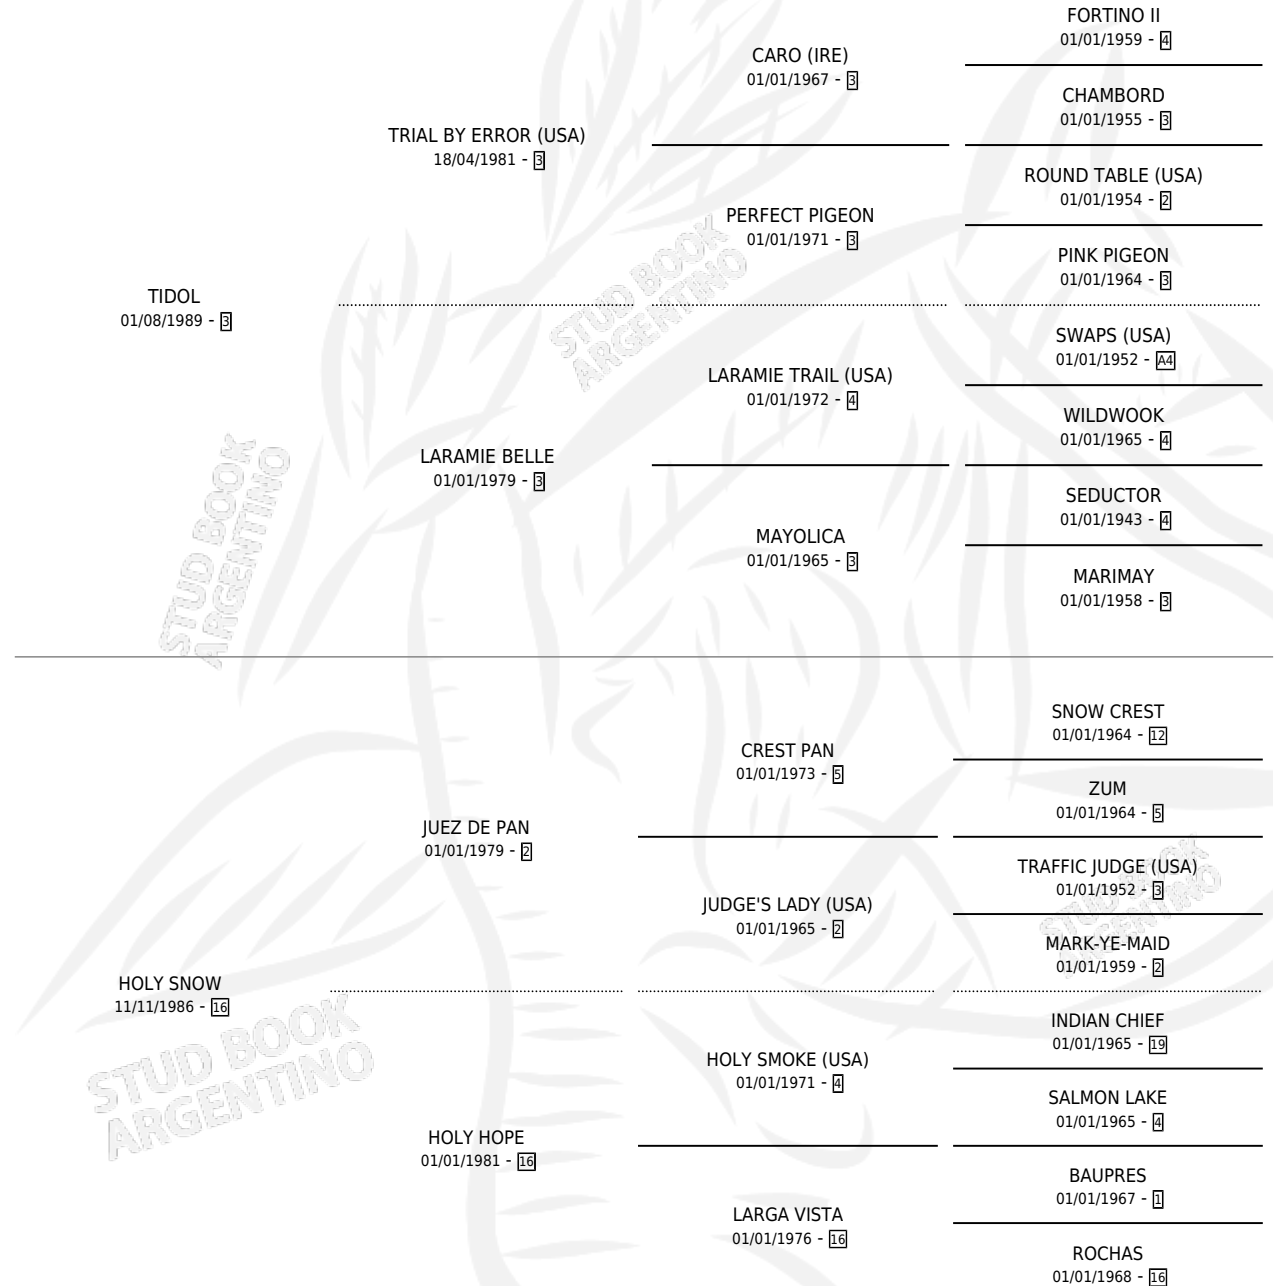 FORTINO II
01/01/1959 - 4
CARO (IRE)
01/01/1967 - 3
CHAMBORD
01/01/1955 - 3
TRIAL BY ERROR (USA)
18/04/1981 - 3
ROUND TABLE (USA)
01/01/1954 - 2
PERFECT PIGEON
01/01/1971 - 3
PINK PIGEON
01/01/1964 - 3
TIDOL
01/08/1989 - 3
SWAPS (USA)
01/01/1952 - A4
LARAMIE TRAIL (USA)
01/01/1972 - 4
WILDWOOK
01/01/1965 - 4
LARAMIE BELLE
01/01/1979 - 3
SEDUCTOR
01/01/1943 - 4
MAYOLICA
01/01/1965 - 3
MARIMAY
01/01/1958 - 3
STUD BOOK
ARGENTINO
STUD BOOK
ARGENTINO
SNOW CREST
01/01/1964 - 12
CREST PAN
01/01/1973 - 5
ZUM
01/01/1964 - 5
JUEZ DE PAN
01/01/1979 - 2
TRAFFIC JUDGE (USA)
01/01/1952 - 3
JUDGE'S LADY (USA)
01/01/1965 - 2
MARK-YE-MAID
01/01/1959 - 2
STUD BOOK
ARGENTINO
HOLY SNOW
11/11/1986 - 16
INDIAN CHIEF
01/01/1965 - 19
HOLY SMOKE (USA)
01/01/1971 - 4
SALMON LAKE
01/01/1965 - 4
STUD BOOK
ARGENTINO
HOLY HOPE
01/01/1981 - 16
BAUPRES
01/01/1967 - 1
LARGA VISTA
01/01/1976 - 16
ROCHAS
01/01/1968 - 16